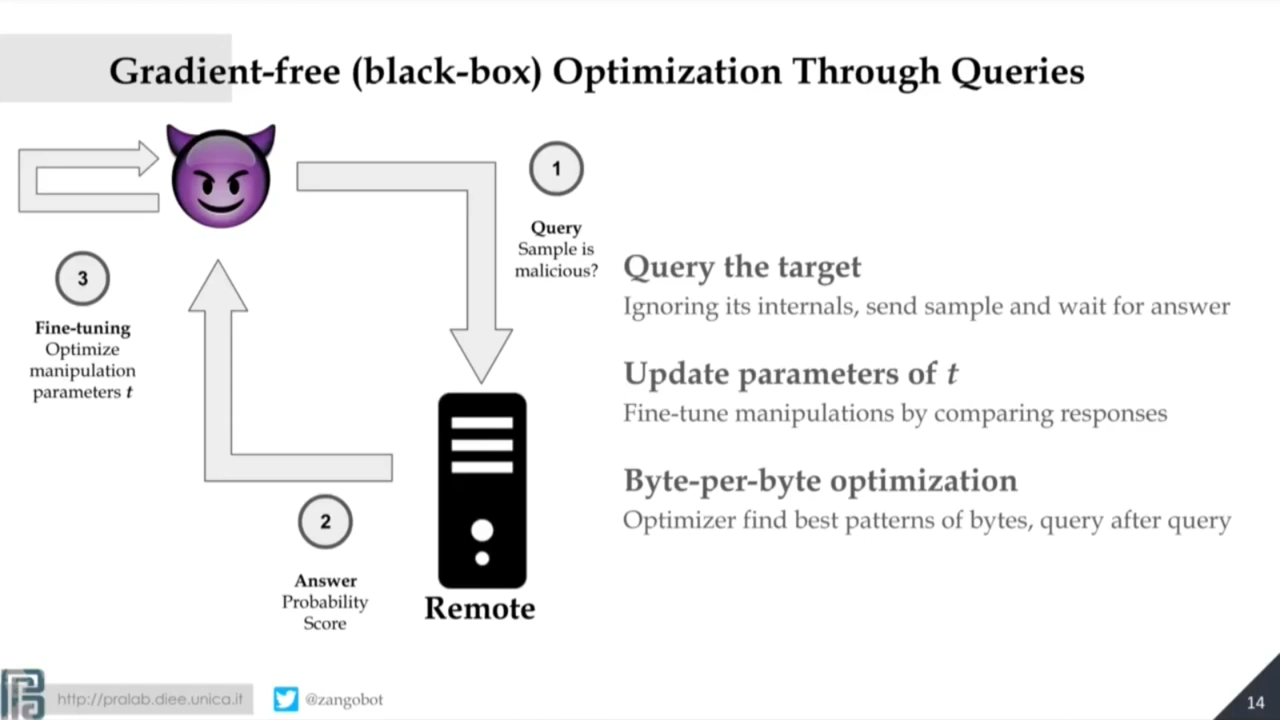 Gradient-free (black-box) Optimization Through Queries
1
Query
Sample is
malicious?
3
Fine-tuning
Optimize
manipulation
parameters t
2
Answer
Probability
Score
Remote
Query the target
Ignoring its internals, send sample and wait for answer
Update parameters of t
Fine-tune manipulations by comparing responses
Byte-per-byte optimization
Optimizer find best patterns of bytes, query after query
http://pralab.diee.unica.it
@zangobot
14